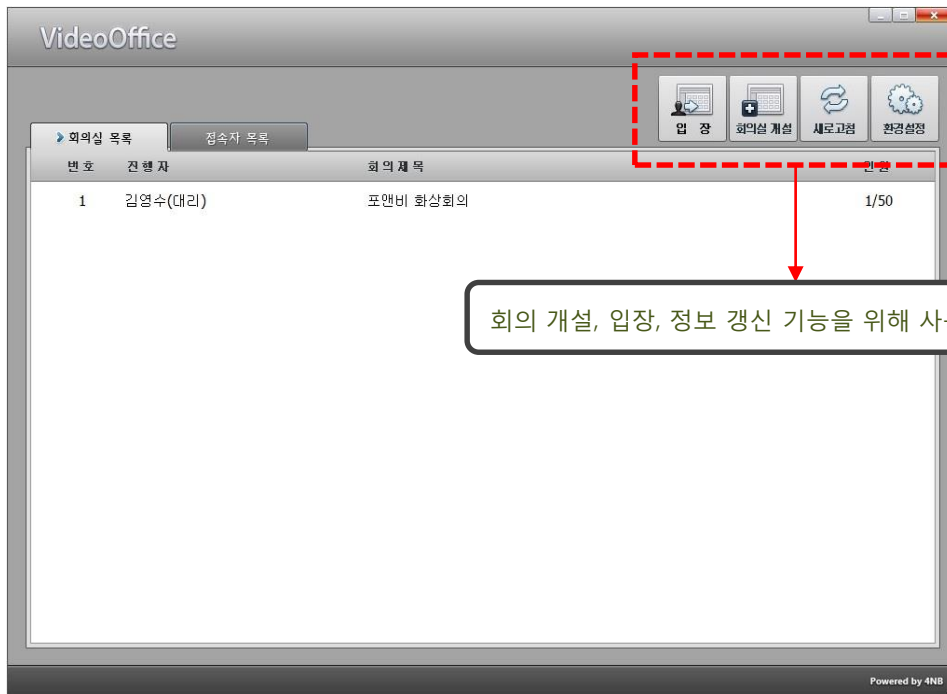 VideoOffice
입 장
회의실 개설
새로고침
환경설정
회의실 목록
접속자 목록
번호 진행자 회의제목 인원
1 김영수(대리) 포앤비 화상회의 1/50
회의 개설, 입장, 정보 갱신 기능을 위해
Powered by 4NB